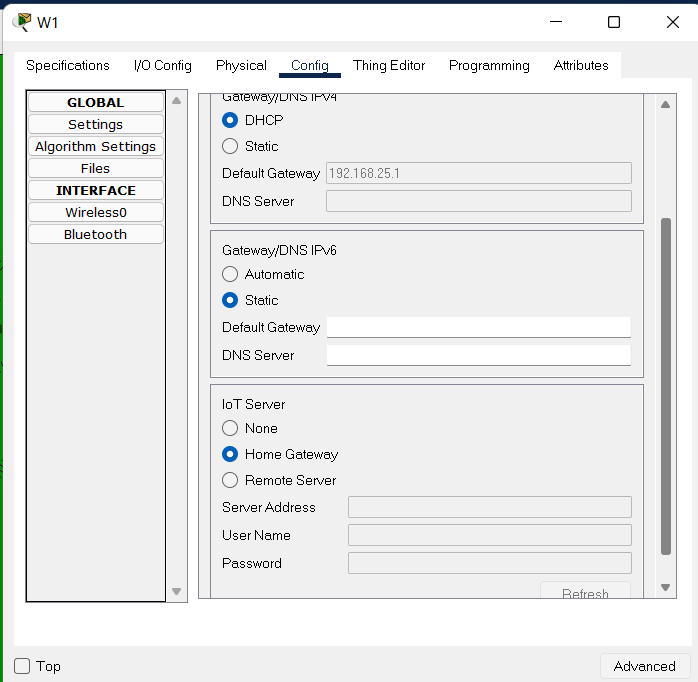 W1
Specifications I/O Config Physical Config Thing Editor Programming Attributes
GLOBAL
Settings
Algorithm Settings
Files
INTERFACE
Wireless0
Bluetooth
Gateway/DNS IPv4
DHCP
Static
Default Gateway 192.168.25.1
DNS Server
Gateway/DNS IPv6
Automatic
Static
Default Gateway
DNS Server
IoT Server
None
Home Gateway
Remote Server
Server Address
User Name
Password
Refresh
Top
Advanced